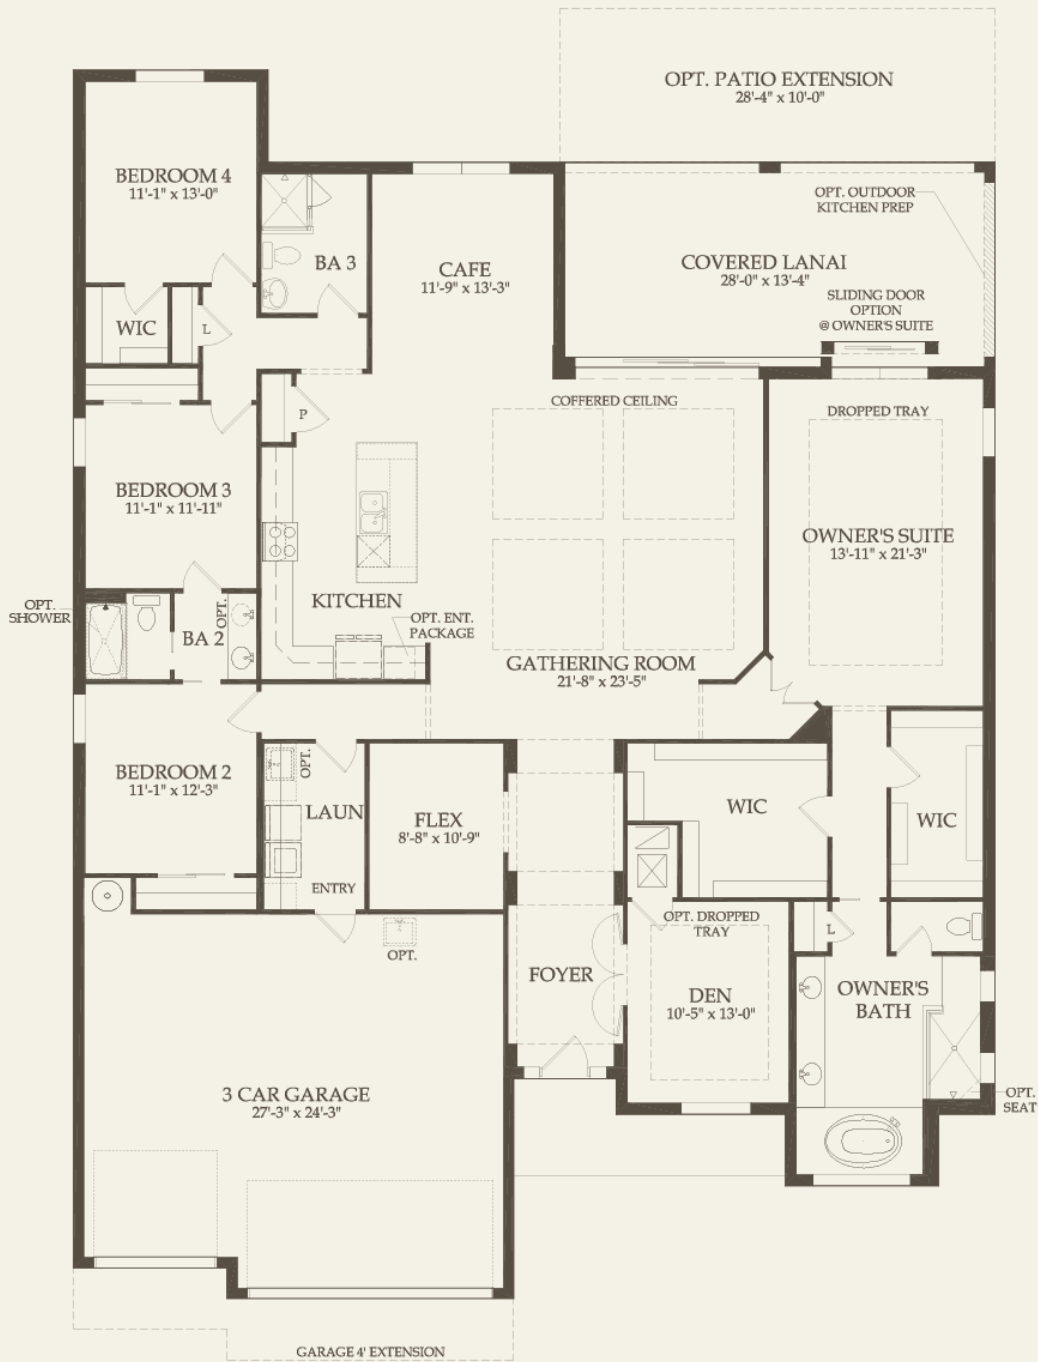 OPT. PATIO EXTENSION
28'-4" x 10'-0"
BEDROOM 4
11'-1" x 13'-0"
OPT. OUTDOOR
KITCHEN PREP
BA 3
CAFE
11'-9" x 13'-3"
COVERED LANAI
28'-0" x 13'-4"
SLIDING DOOR
OPTION
@ OWNER'S SUITE
WIC
L
COFFERED CEILING
DROPPED TRAY
P
BEDROOM 3
11'-1" x 11'-11"
OWNER'S SUITE
13'-11" x 21'-3"
OPT.
SHOWER
OPT.
BA 2
KITCHEN
OPT. ENT.
PACKAGE
GATHERING ROOM
21'-8" x 23'-5"
BEDROOM 2
11'-1" x 12'-3"
OPT.
LAUN
FLEX
8'-8" x 10'-9"
WIC
WIC
ENTRY
OPT.
OPT. DROPPED
TRAY
L
FOYER
DEN
10'-5" x 13'-0"
OWNER'S
BATH
3 CAR GARAGE
27'-3" x 24'-3"
OPT.
SEAT
GARAGE 4' EXTENSION